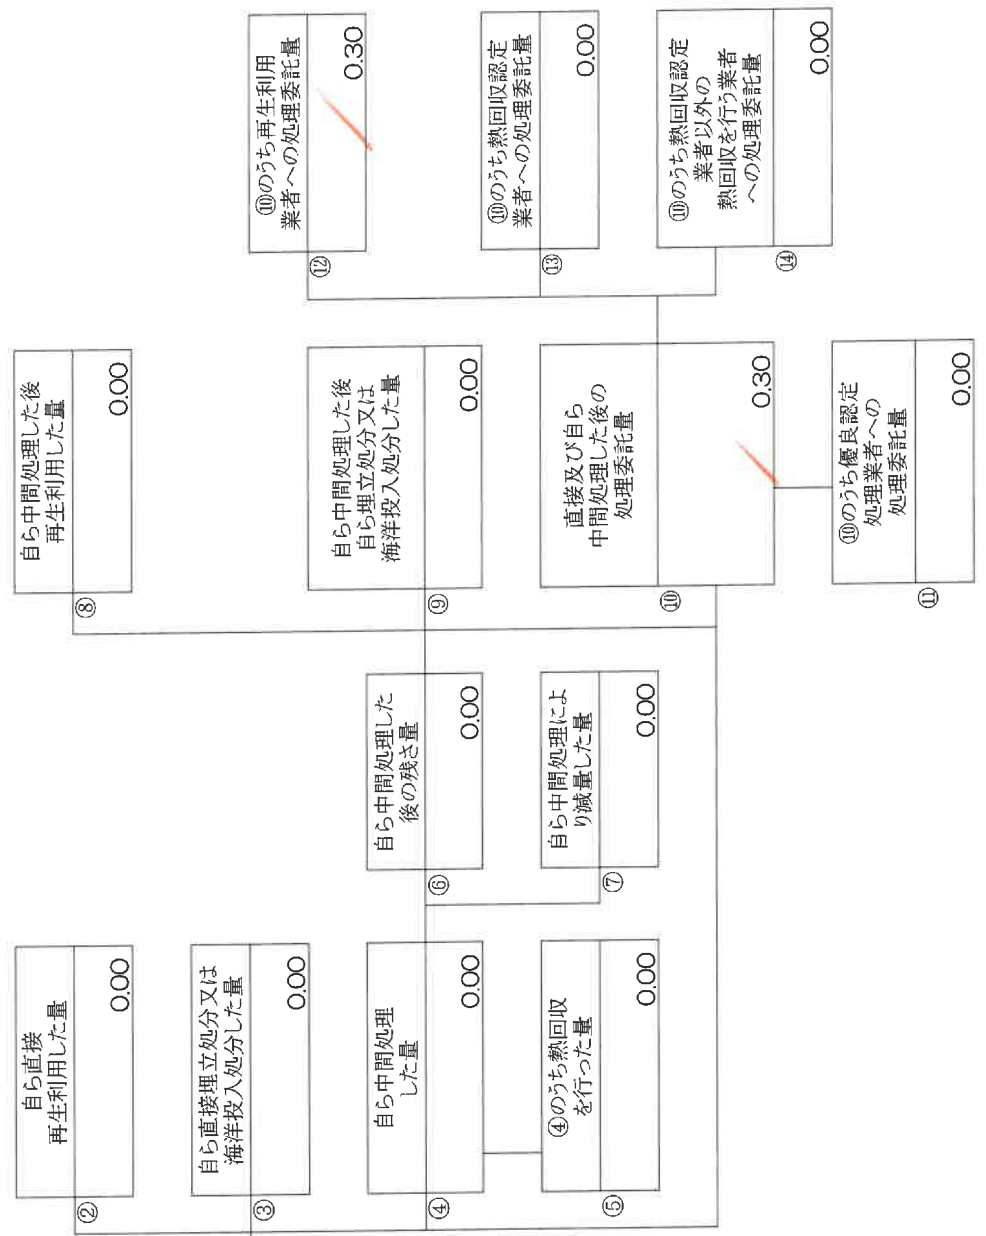 ②
自ら直接
再生利用した量
0.00
③
自ら直接埋立処分又は
海洋投入処分した量
0.00
④
自ら中間処理
した量
0.00
⑤
④のうち熱回収
を行った量
0.00
⑥
自ら中間処理した
後の残さ量
0.00
⑦
自ら中間処理によ
り減量した量
0.00
⑧
自ら中間処理した後
再生利用した量
0.00
⑨
自ら中間処理した後
自ら埋立処分又は
海洋投入処分した量
0.00
⑩
直接及び自ら
中間処理した後の
処理委託量
0.30
⑪
⑩のうち優良認定
処理業者への
処理委託量
0.00
⑫
⑩のうち再生利用
業者への処理委託量
0.30
⑬
⑩のうち熱回収認定
業者への処理委託量
0.00
⑭
⑩のうち熱回収認定
業者以外の
熱回収を行う業者
への処理委託量
0.00